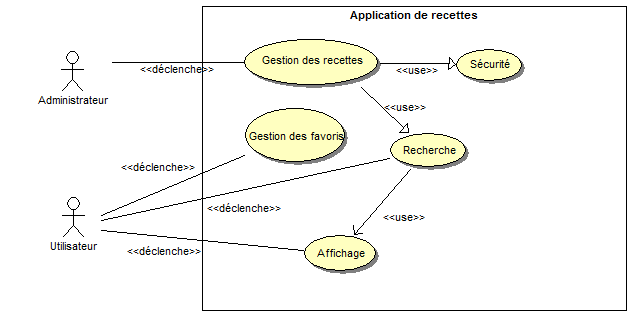 Application de recettes
Gestion des recettes
<<use>>
Sécurité
<<déclenche>>
Administrateur
<<use>>
Gestion des favoris
Recherche
<<déclenche>>
<<déclenche>>
<<use>>
Utilisateur
<<déclenche>>
Affichage